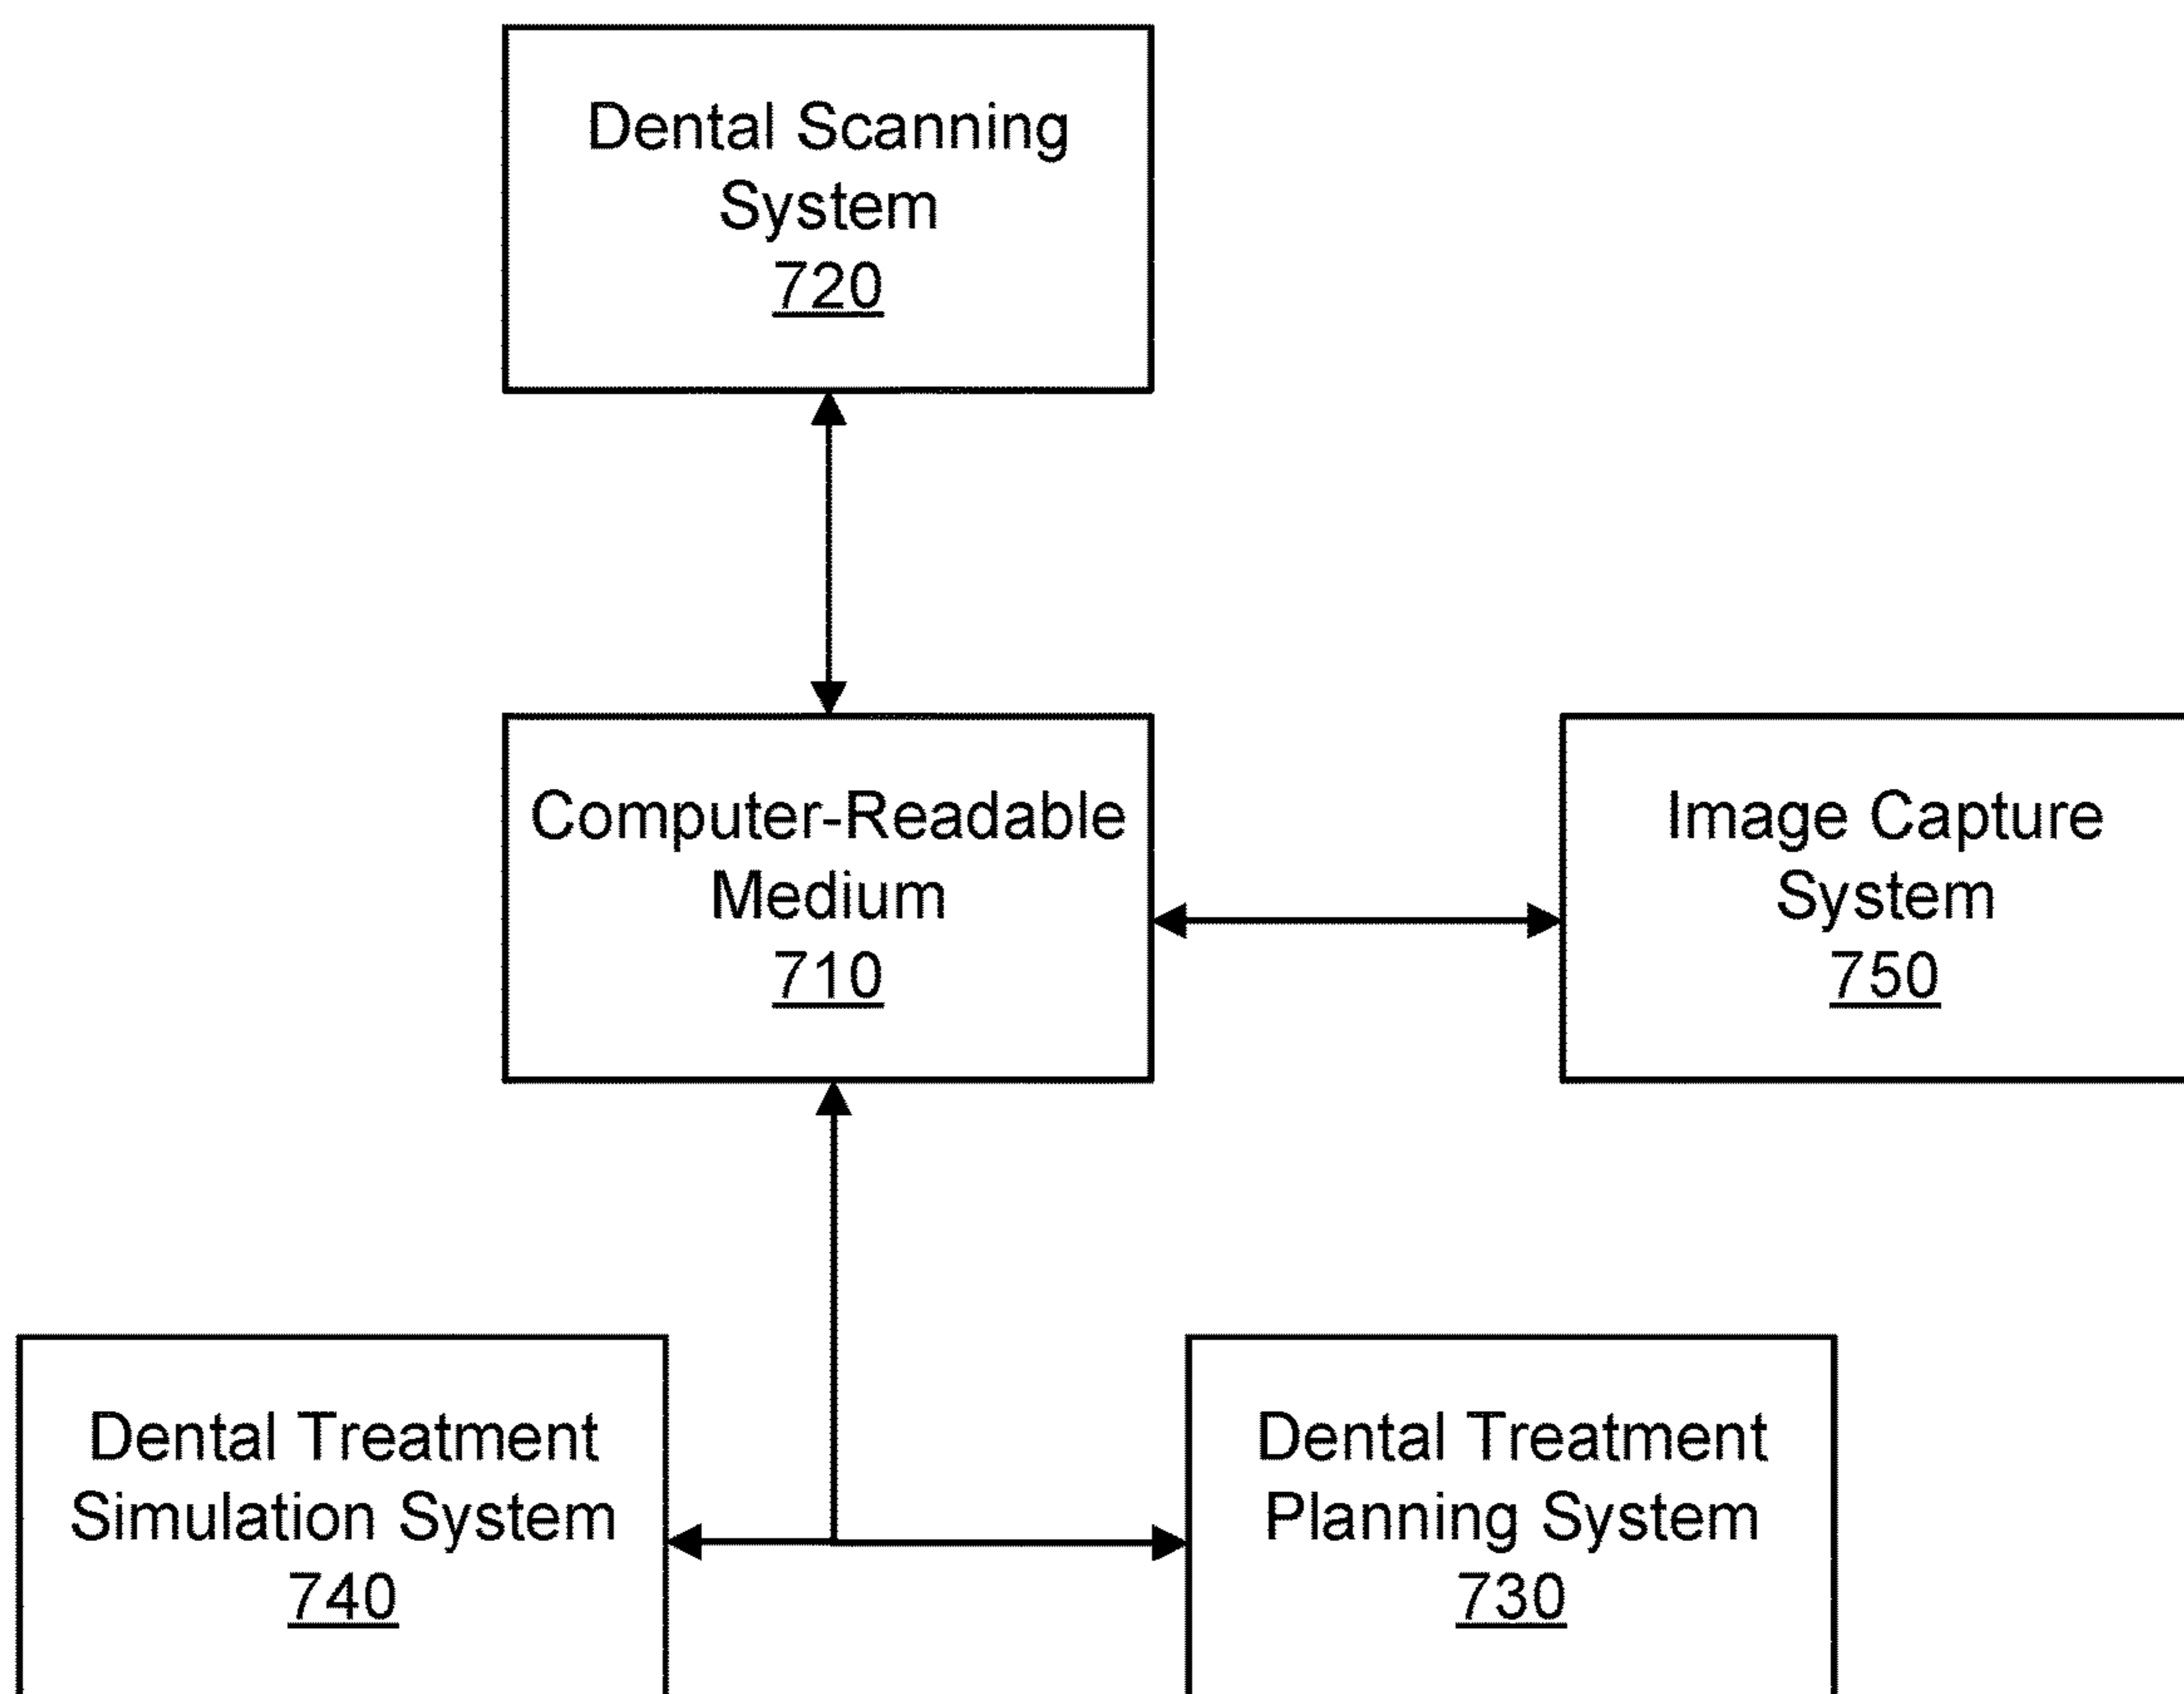 Dental Scanning
System
720
Computer-Readable
Medium
710
Image Capture
System
750
Dental Treatment
Simulation System
740
Dental Treatment
Planning System
730